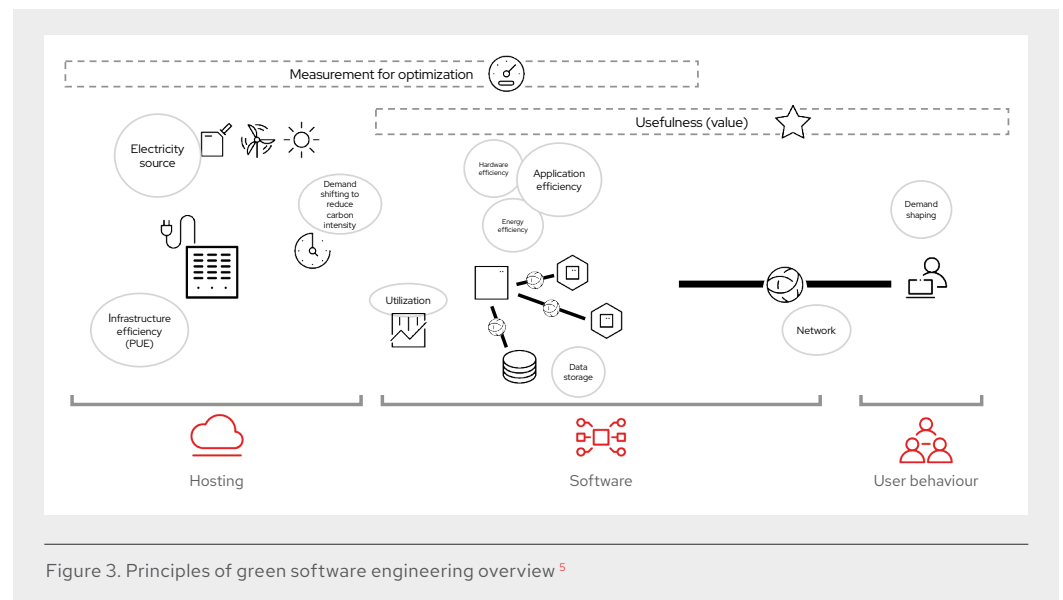 Measurement for optimization
Usefulness (value)
Electricity
source
Demand
shifting to
reduce
carbon
intensity
Hardware
efficiency
Application
efficiency
Energy
efficiency
Demand
shaping
Infrastructure
efficiency
(PUE)
Utilization
Network
Data
storage
Hosting
Software
User behaviour
Figure 3. Principles of green software engineering overview 5